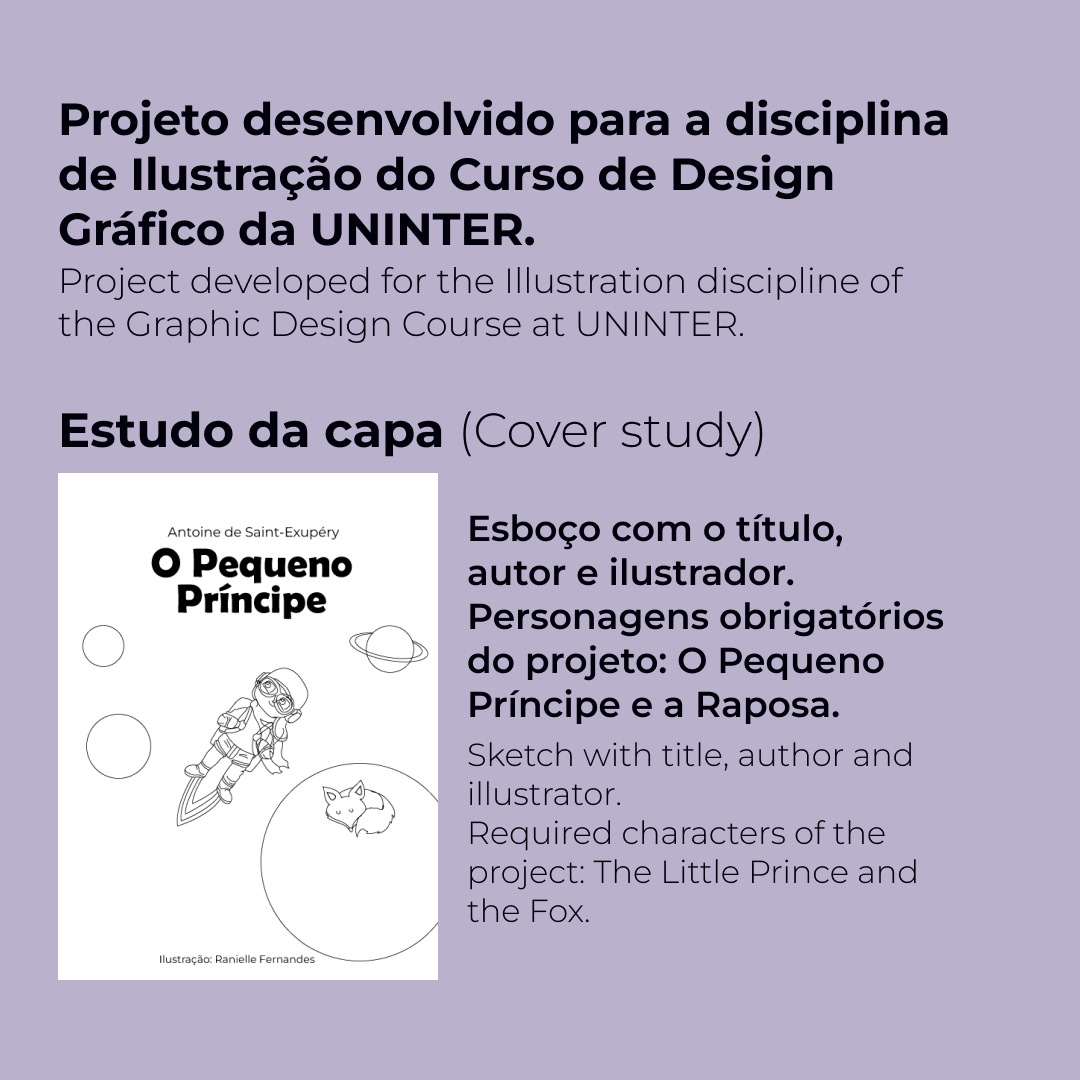 Projeto desenvolvido para a disciplina
de Ilustração do Curso de Design
Gráfico da UNINTER.
Project developed for the Illustration discipline of
the Graphic Design Course at UNINTER.
Estudo da capa (Cover study)
Antoine de Saint-Exupéry
O Pequeno
Príncipe
Ilustração: Ranielle Fernandes
Esboço com o título,
autor e ilustrador.
Personagens obrigatórios
do projeto: O Pequeno
Príncipe e a Raposa.
Sketch with title, author and
illustrator.
Required characters of the
project: The Little Prince and
the Fox.